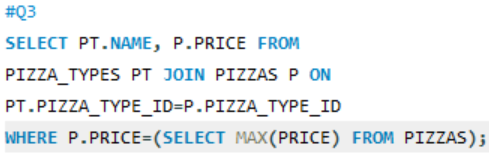 #Q3
SELECT PT.NAME, P.PRICE FROM
PIZZA_TYPES PT JOIN PIZZAS P ON
PT.PIZZA_TYPE_ID=P.PIZZA_TYPE_ID
WHERE P.PRICE=(SELECT MAX(PRICE) FROM PIZZAS);